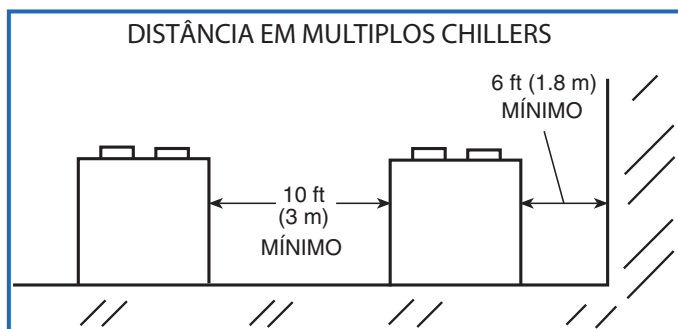 DISTÂNCIA EM MULTIPLOS CHILLERS
6 ft (1.8 m)
MÍNIMO
10 ft
(3 m)
MÍNIMO